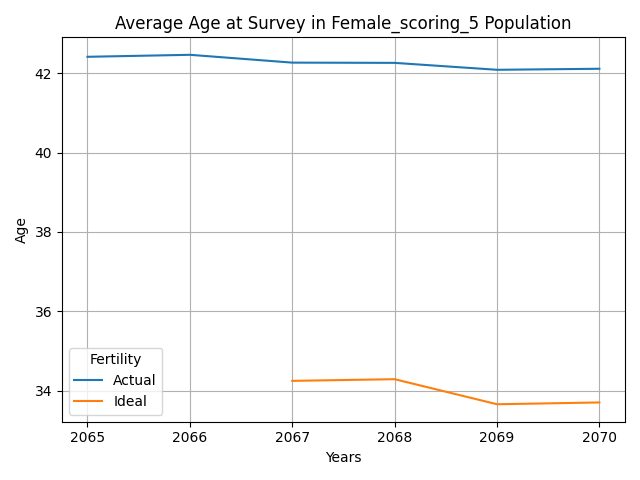 Average Age at Survey in Female_scoring_5 Population
Age
42
40
38
36
34
Fertility
Actual
Ideal
2065 2066 2067 2068 2069 2070
Years